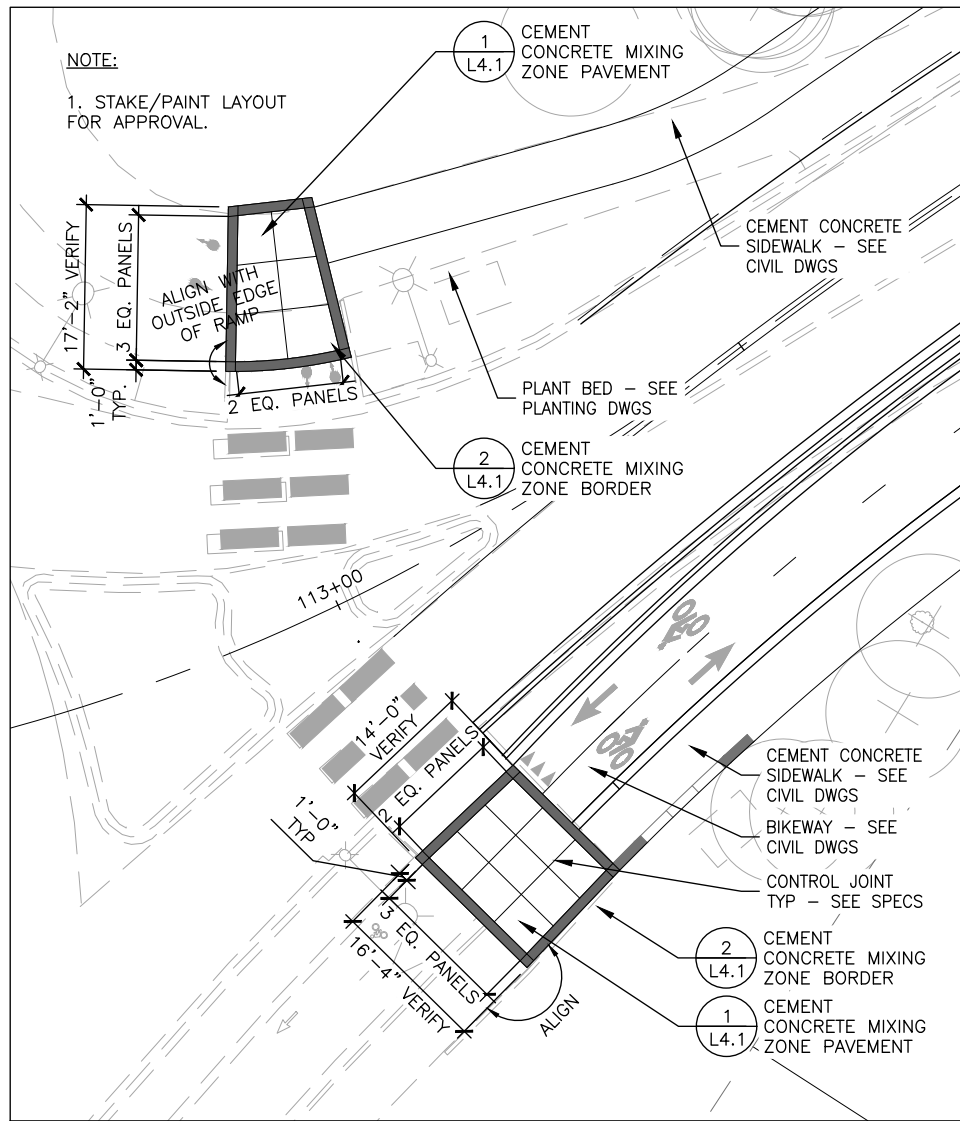 NOTE:
1. STAKE/PAINT LAYOUT
FOR APPROVAL.
1
L4.1
CEMENT
CONCRETE MIXING
ZONE PAVEMENT
CEMENT CONCRETE
SIDEWALK – SEE
CIVIL DWGS
17'-2" VERIFY
3 EQ. PANELS
ALIGN WITH
OUTSIDE EDGE
OF RAMP
1'-0"
TYP.
2 EQ. PANELS
PLANT BED – SEE
PLANTING DWGS
2
L4.1
CEMENT
CONCRETE MIXING
ZONE BORDER
113+00
14'-0"
VERIFY
2 EQ. PANELS
1'-0"
TYP
3 EQ. PANELS
16'-4" VERIFY
ALIGN
CEMENT CONCRETE
SIDEWALK – SEE
CIVIL DWGS
BIKEWAY – SEE
CIVIL DWGS
CONTROL JOINT
TYP – SEE SPECS
2
L4.1
CEMENT
CONCRETE MIXING
ZONE BORDER
1
L4.1
CEMENT
CONCRETE MIXING
ZONE PAVEMENT